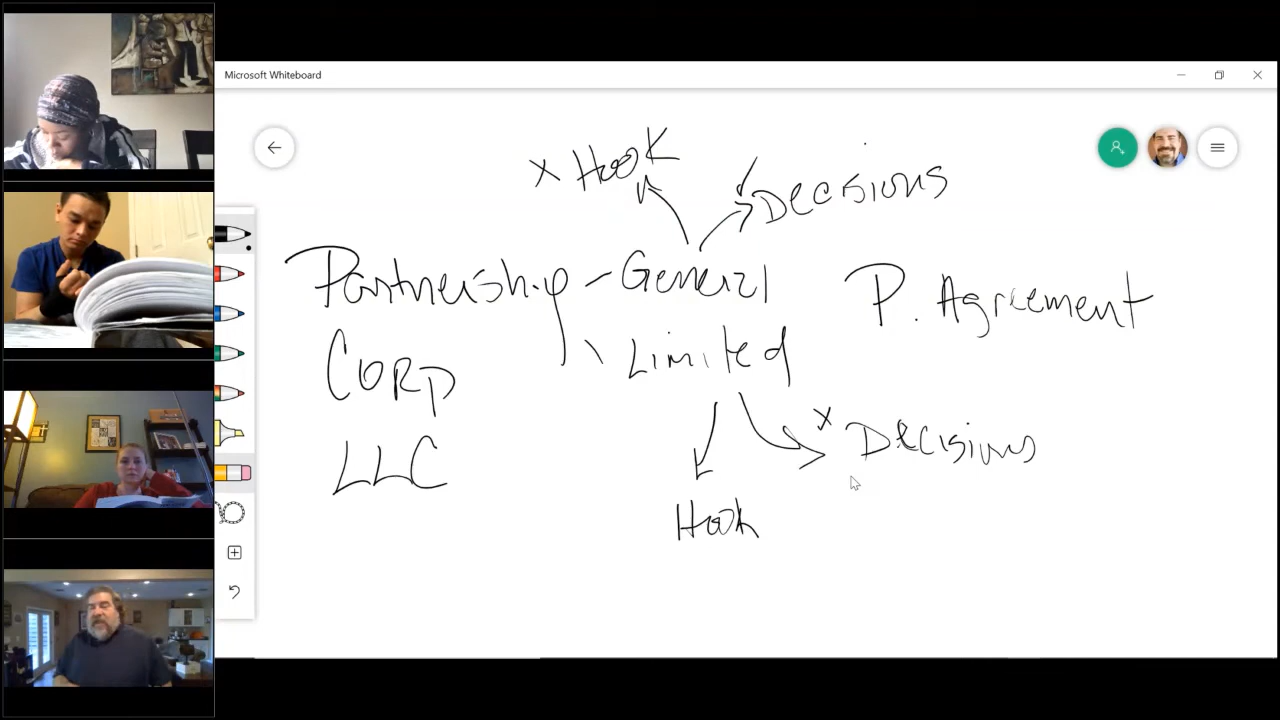 Microsoft Whiteboard
x Hook
Decisions
Partnership - General
P. Agreement
Limited
CORP
x Decisions
LLC
Hook